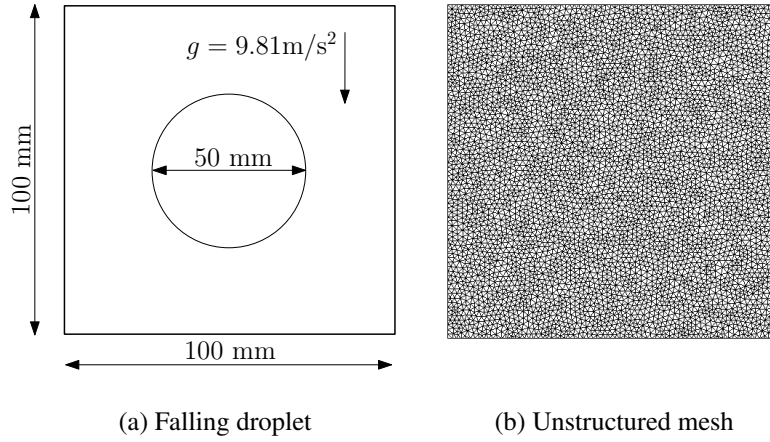 g = 9.81m/s²
50 mm
100 mm
100 mm
(a) Falling droplet
(b) Unstructured mesh